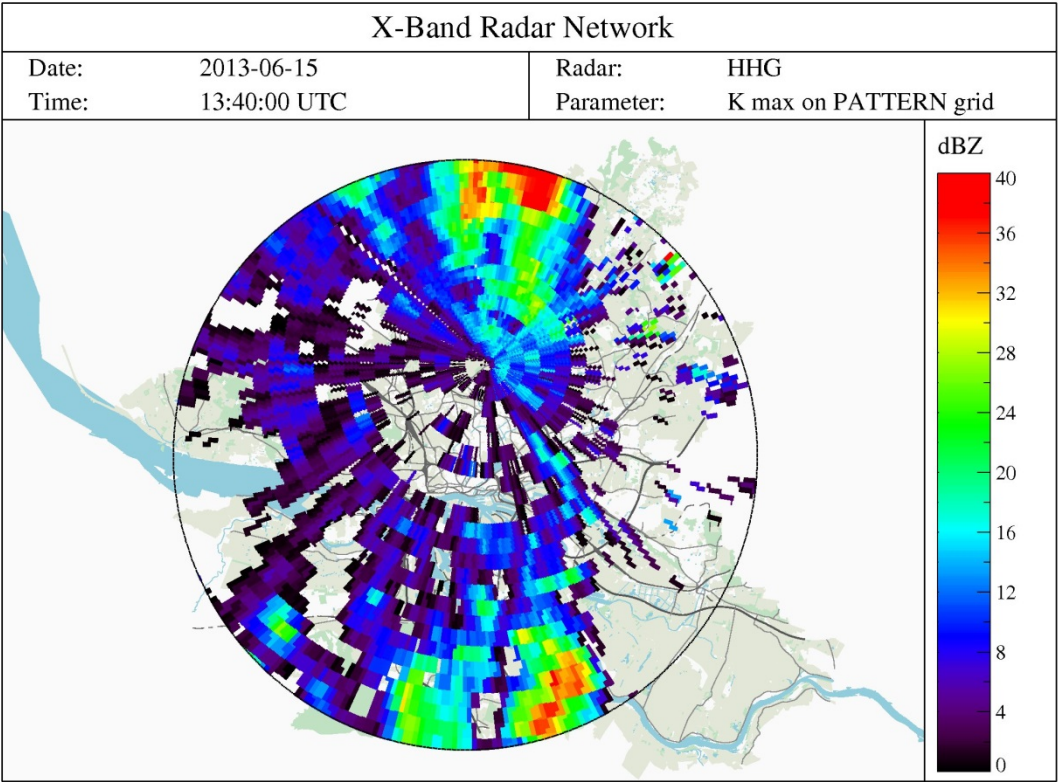 X-Band Radar Network
Date: 2013-06-15 Radar: HHG
Time: 13:40:00 UTC Parameter: K max on PATTERN grid
dBZ
40
36
32
28
24
20
16
12
8
4
0